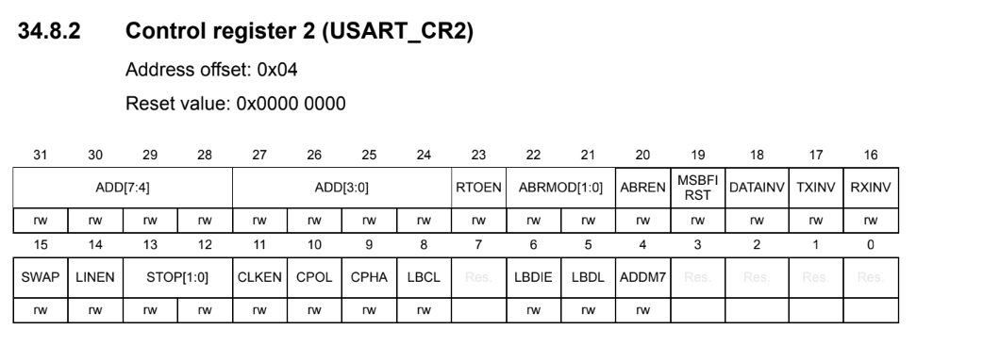 34.8.2 Control register 2 (USART_CR2)
Address offset: 0x04
Reset value: 0x0000 0000
31 30 29 28 27 26 25 24 23 22 21 20 19 18 17 16
ADD[7:4] ADD[3:0] RTOEN ABRMOD[1:0] ABREN MSBFI DATAINV TXINV RXINV
RST
rw rw rw rw rw rw rw rw rw rw rw rw rw rw rw rw
15 14 13 12 11 10 9 8 7 6 5 4 3 2 1 0
SWAP LINEN STOP[1:0] CLKEN CPOL CPHA LBCL Res. LBDIE LBDL ADDM7 Res. Res. Res. Res.
rw rw rw rw rw rw rw rw rw rw rw